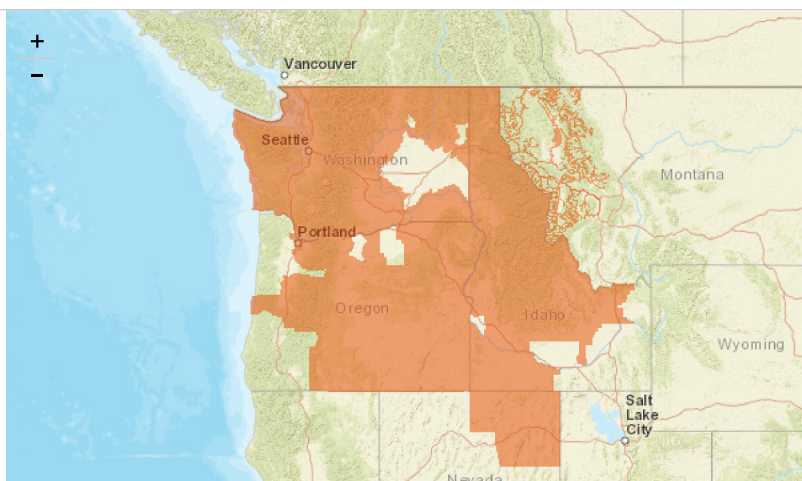 +
−
Vancouver
Seattle
Washington
Montana
Portland
Oregon
Idaho
Wyoming
Salt
Lake
City
Nevada